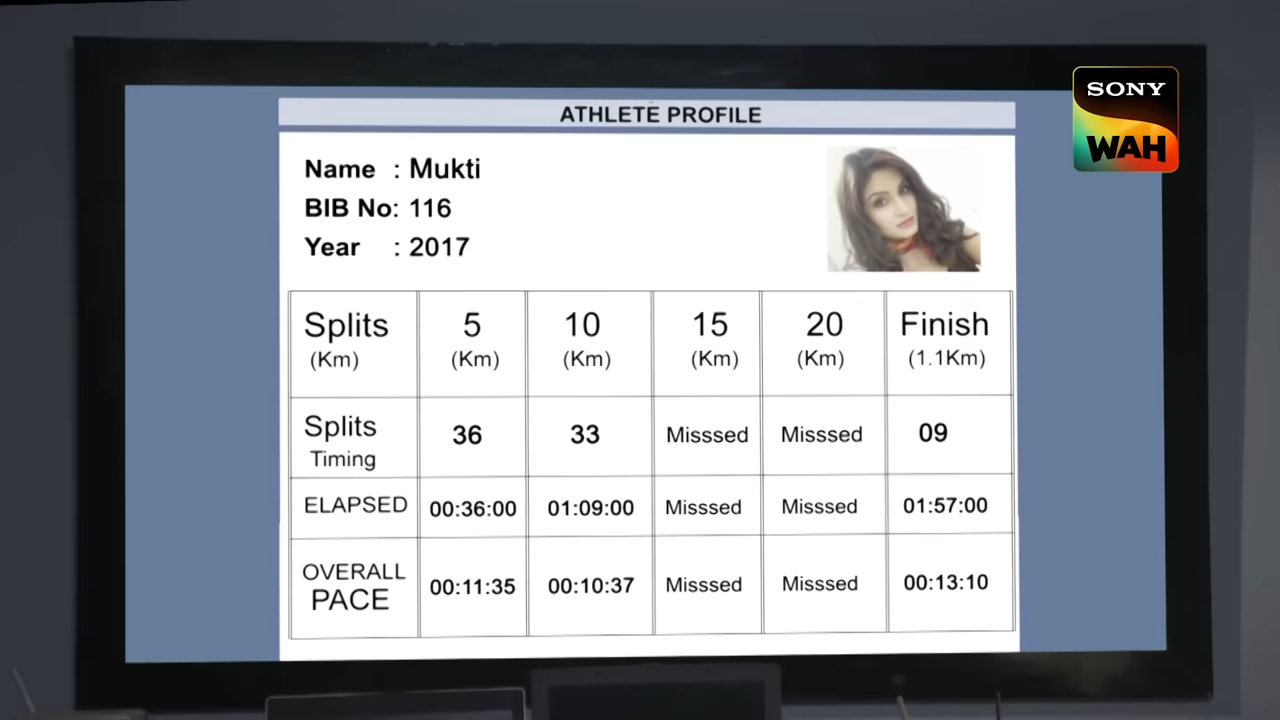 SONY
WAH
ATHLETE PROFILE
Name : Mukti
BIB No: 116
Year : 2017
Splits 5 10 15 20 Finish
(Km) (Km) (Km) (Km) (Km) (1.1Km)
Splits
Timing 36 33 Misssed Misssed 09
ELAPSED 00:36:00 01:09:00 Misssed Misssed 01:57:00
OVERALL
PACE 00:11:35 00:10:37 Misssed Misssed 00:13:10